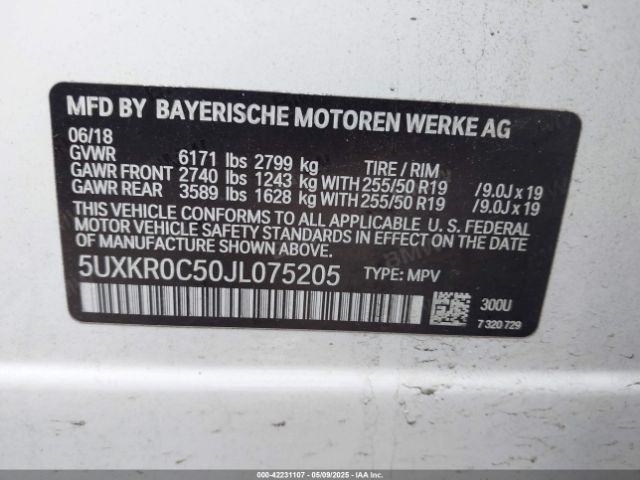 MFD BY BAYERISCHE MOTOREN WERKE AG
06/18
GVWR 6171 lbs 2799 kg TIRE / RIM
GAWR FRONT 2740 lbs 1243 kg WITH 255/50 R19 /9.0J x 19
GAWR REAR 3589 lbs 1628 kg WITH 255/50 R19 /9.0J x 19
THIS VEHICLE CONFORMS TO ALL APPLICABLE U. S. FEDERAL
MOTOR VEHICLE SAFETY STANDARDS IN EFFECT ON THE DATE
OF MANUFACTURE SHOWN ABOVE.
5UXKR0C50JL075205 TYPE: MPV
300U
7 320 729
000-42231107 | 05/09/2025 | IAAI INC.